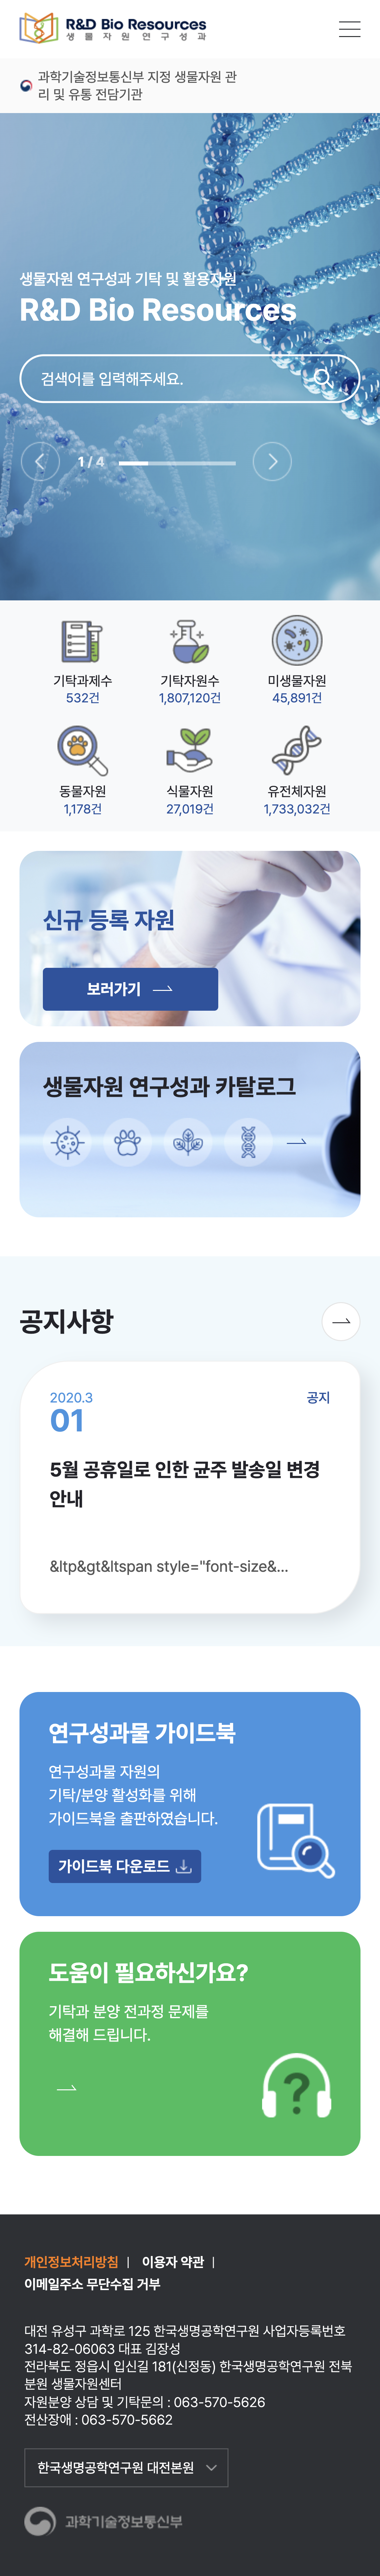 R&D Bio Resources
생물자원연구성과
과학기술정보통신부 지정 생물자원 관
리 및 유통 전담기관
생물자원 연구성과 기탁 및 활용자원
R&D Bio Resources
검색어를 입력해주세요.
1 / 4
기탁과제수
532건
기탁자원수
1,807,120건
미생물자원
45,891건
동물자원
1,178건
식물자원
27,019건
유전체자원
1,733,032건
신규 등록 자원
보러가기
생물자원 연구성과 카탈로그
공지사항
2020.3
01
공지
5월 공휴일로 인한 균주 발송일 변경
안내
&ltp&gt&ltspan style="font-size&...
연구성과물 가이드북
연구성과물 자원의
기탁/분양 활성화를 위해
가이드북을 출판하였습니다.
가이드북 다운로드
도움이 필요하신가요?
기탁과 분양 전과정 문제를
해결해 드립니다.
개인정보처리방침 | 이용자 약관 |
이메일주소 무단수집 거부
대전 유성구 과학로 125 한국생명공학연구원 사업자등록번호
314-82-06063 대표 김장성
전라북도 정읍시 입신길 181(신정동) 한국생명공학연구원 전북
분원 생물자원센터
자원분양 상담 및 기탁문의 : 063-570-5626
전산장애 : 063-570-5662
한국생명공학연구원 대전본원
과학기술정보통신부